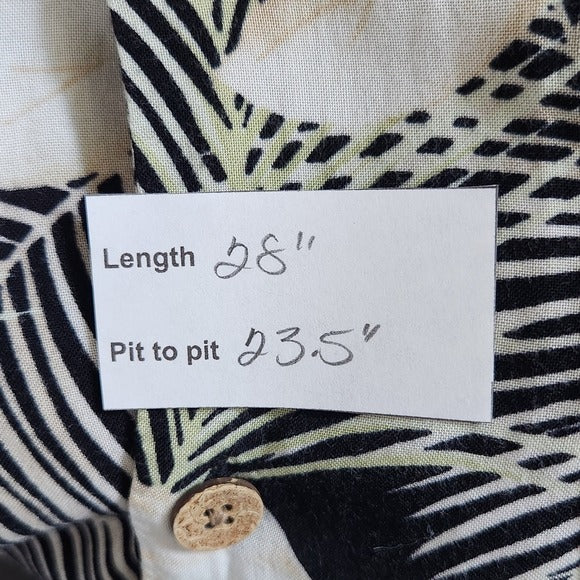 Length 28"
Pit to pit 23.5"